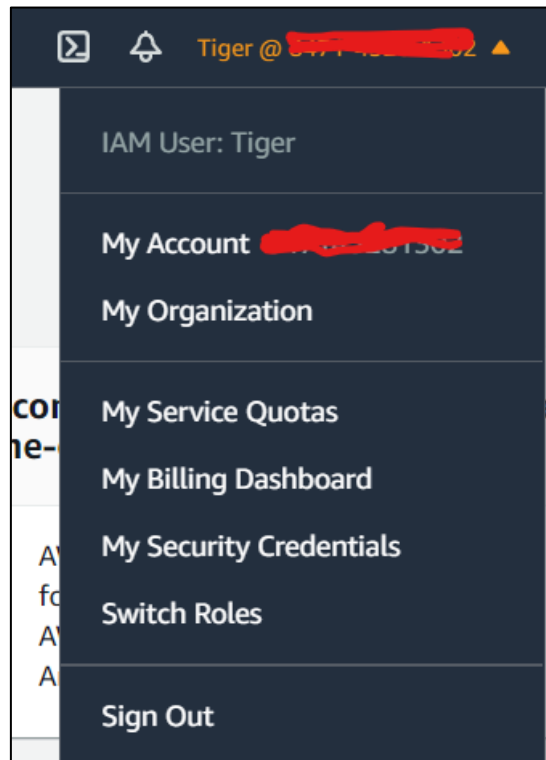 Tiger @
IAM User: Tiger
My Account
My Organization
My Service Quotas
My Billing Dashboard
My Security Credentials
Switch Roles
Sign Out